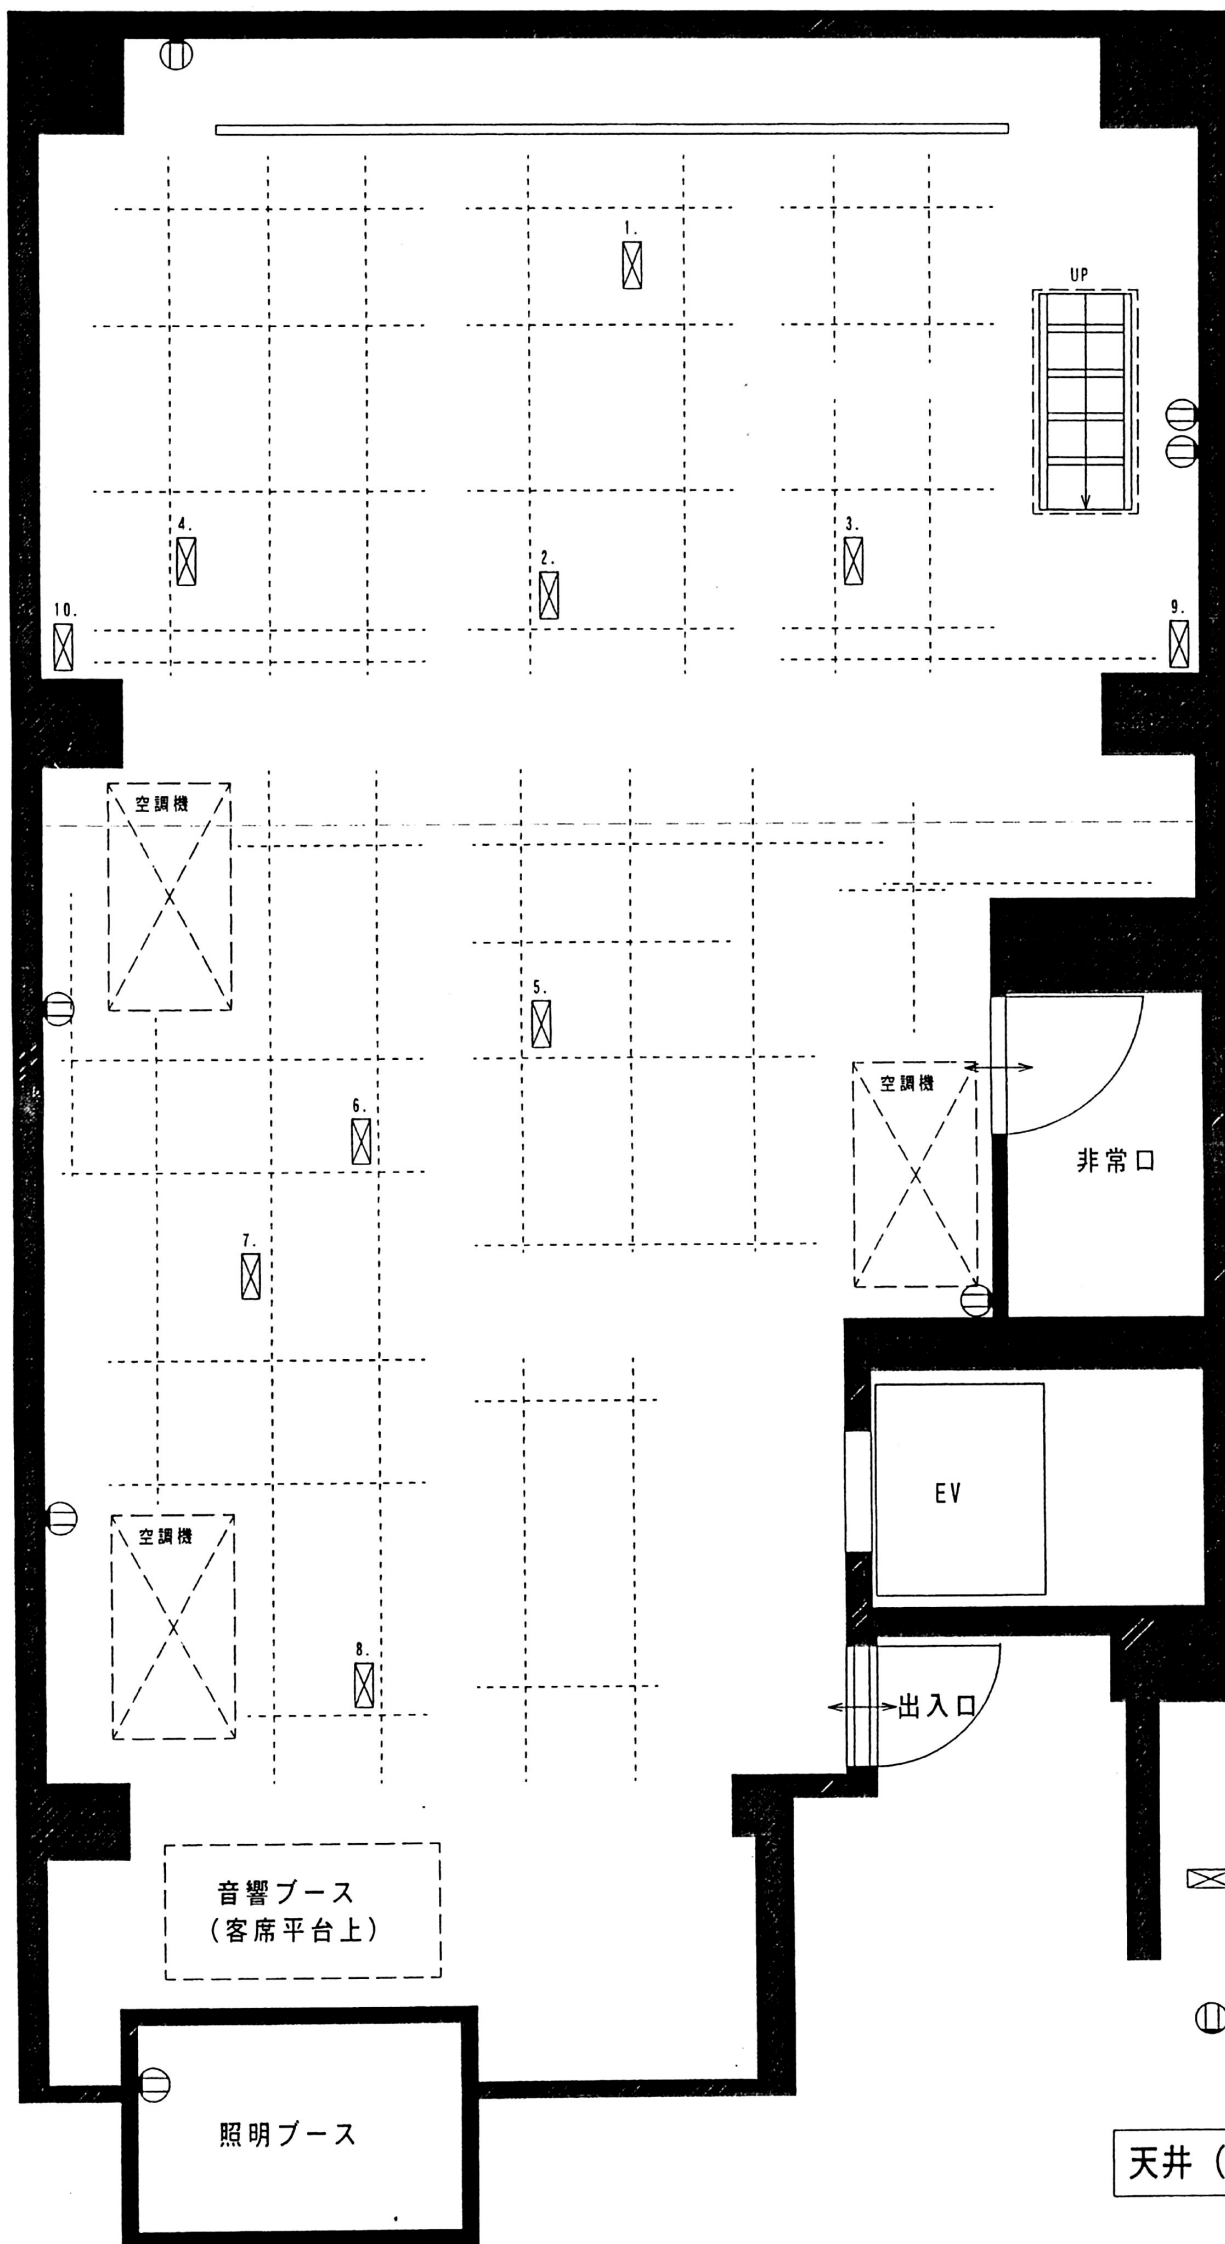 1.
UP
4.
2.
3.
10.
9.
空調機
5.
空調機
6.
非常口
7.
EV
空調機
8.
出入口
音響ブース
(客席平台上)
照明ブース
天井 (